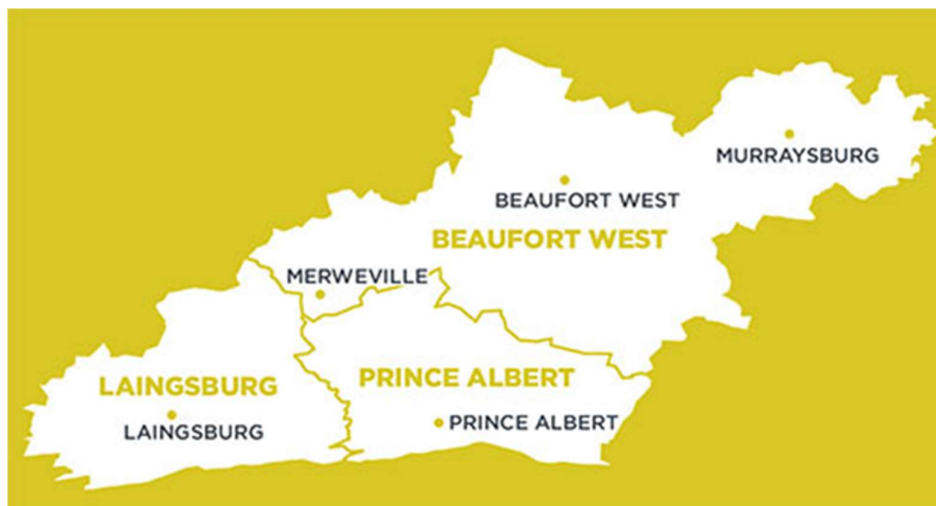 MURRAYSBURG
BEAUFORT WEST
BEAUFORT WEST
MERWEVILLE
LAINGSBURG
PRINCE ALBERT
PRINCE ALBERT
LAINGSBURG